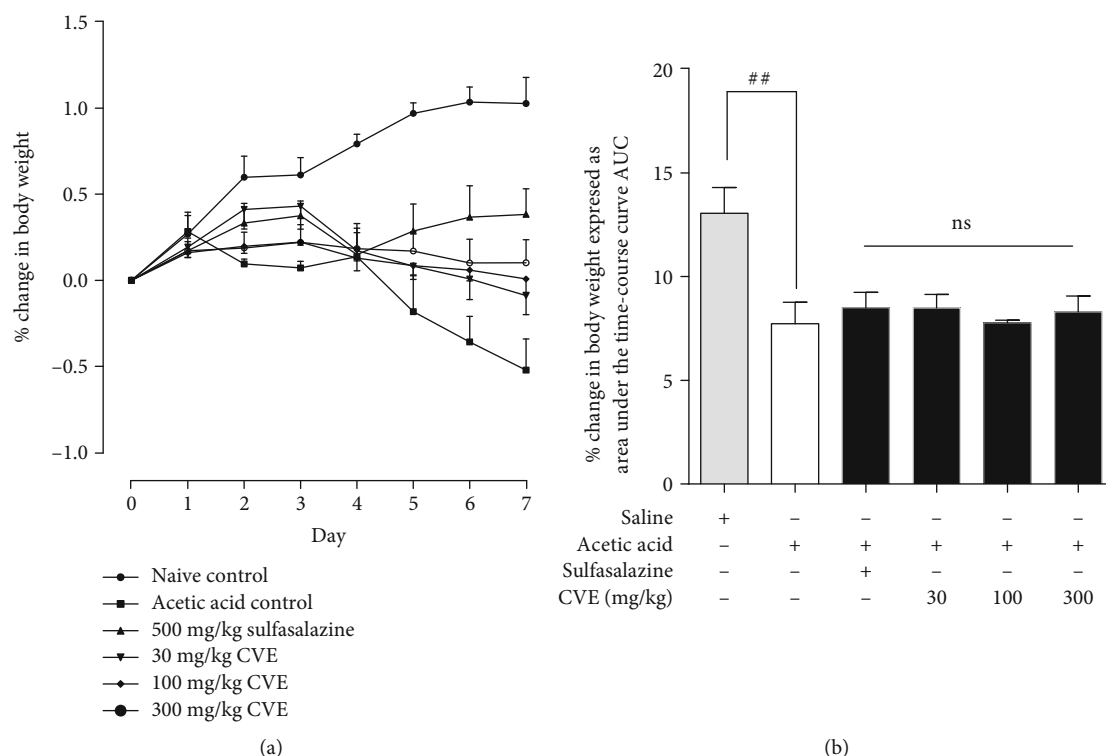 1.5
1.0
0.5
0.0
−0.5
−1.0
% change in body weight
0 1 2 3 4 5 6 7
Day
Naive control
Acetic acid control
500 mg/kg sulfasalazine
30 mg/kg CVE
100 mg/kg CVE
300 mg/kg CVE
(a)
20
15
10
5
0
% change in body weight expresed as
area under the time-course curve AUC
##
ns
Saline + − − − − −
Acetic acid − + + + + +
Sulfasalazine − − + − − −
CVE (mg/kg) − − − 30 100 300
(b)